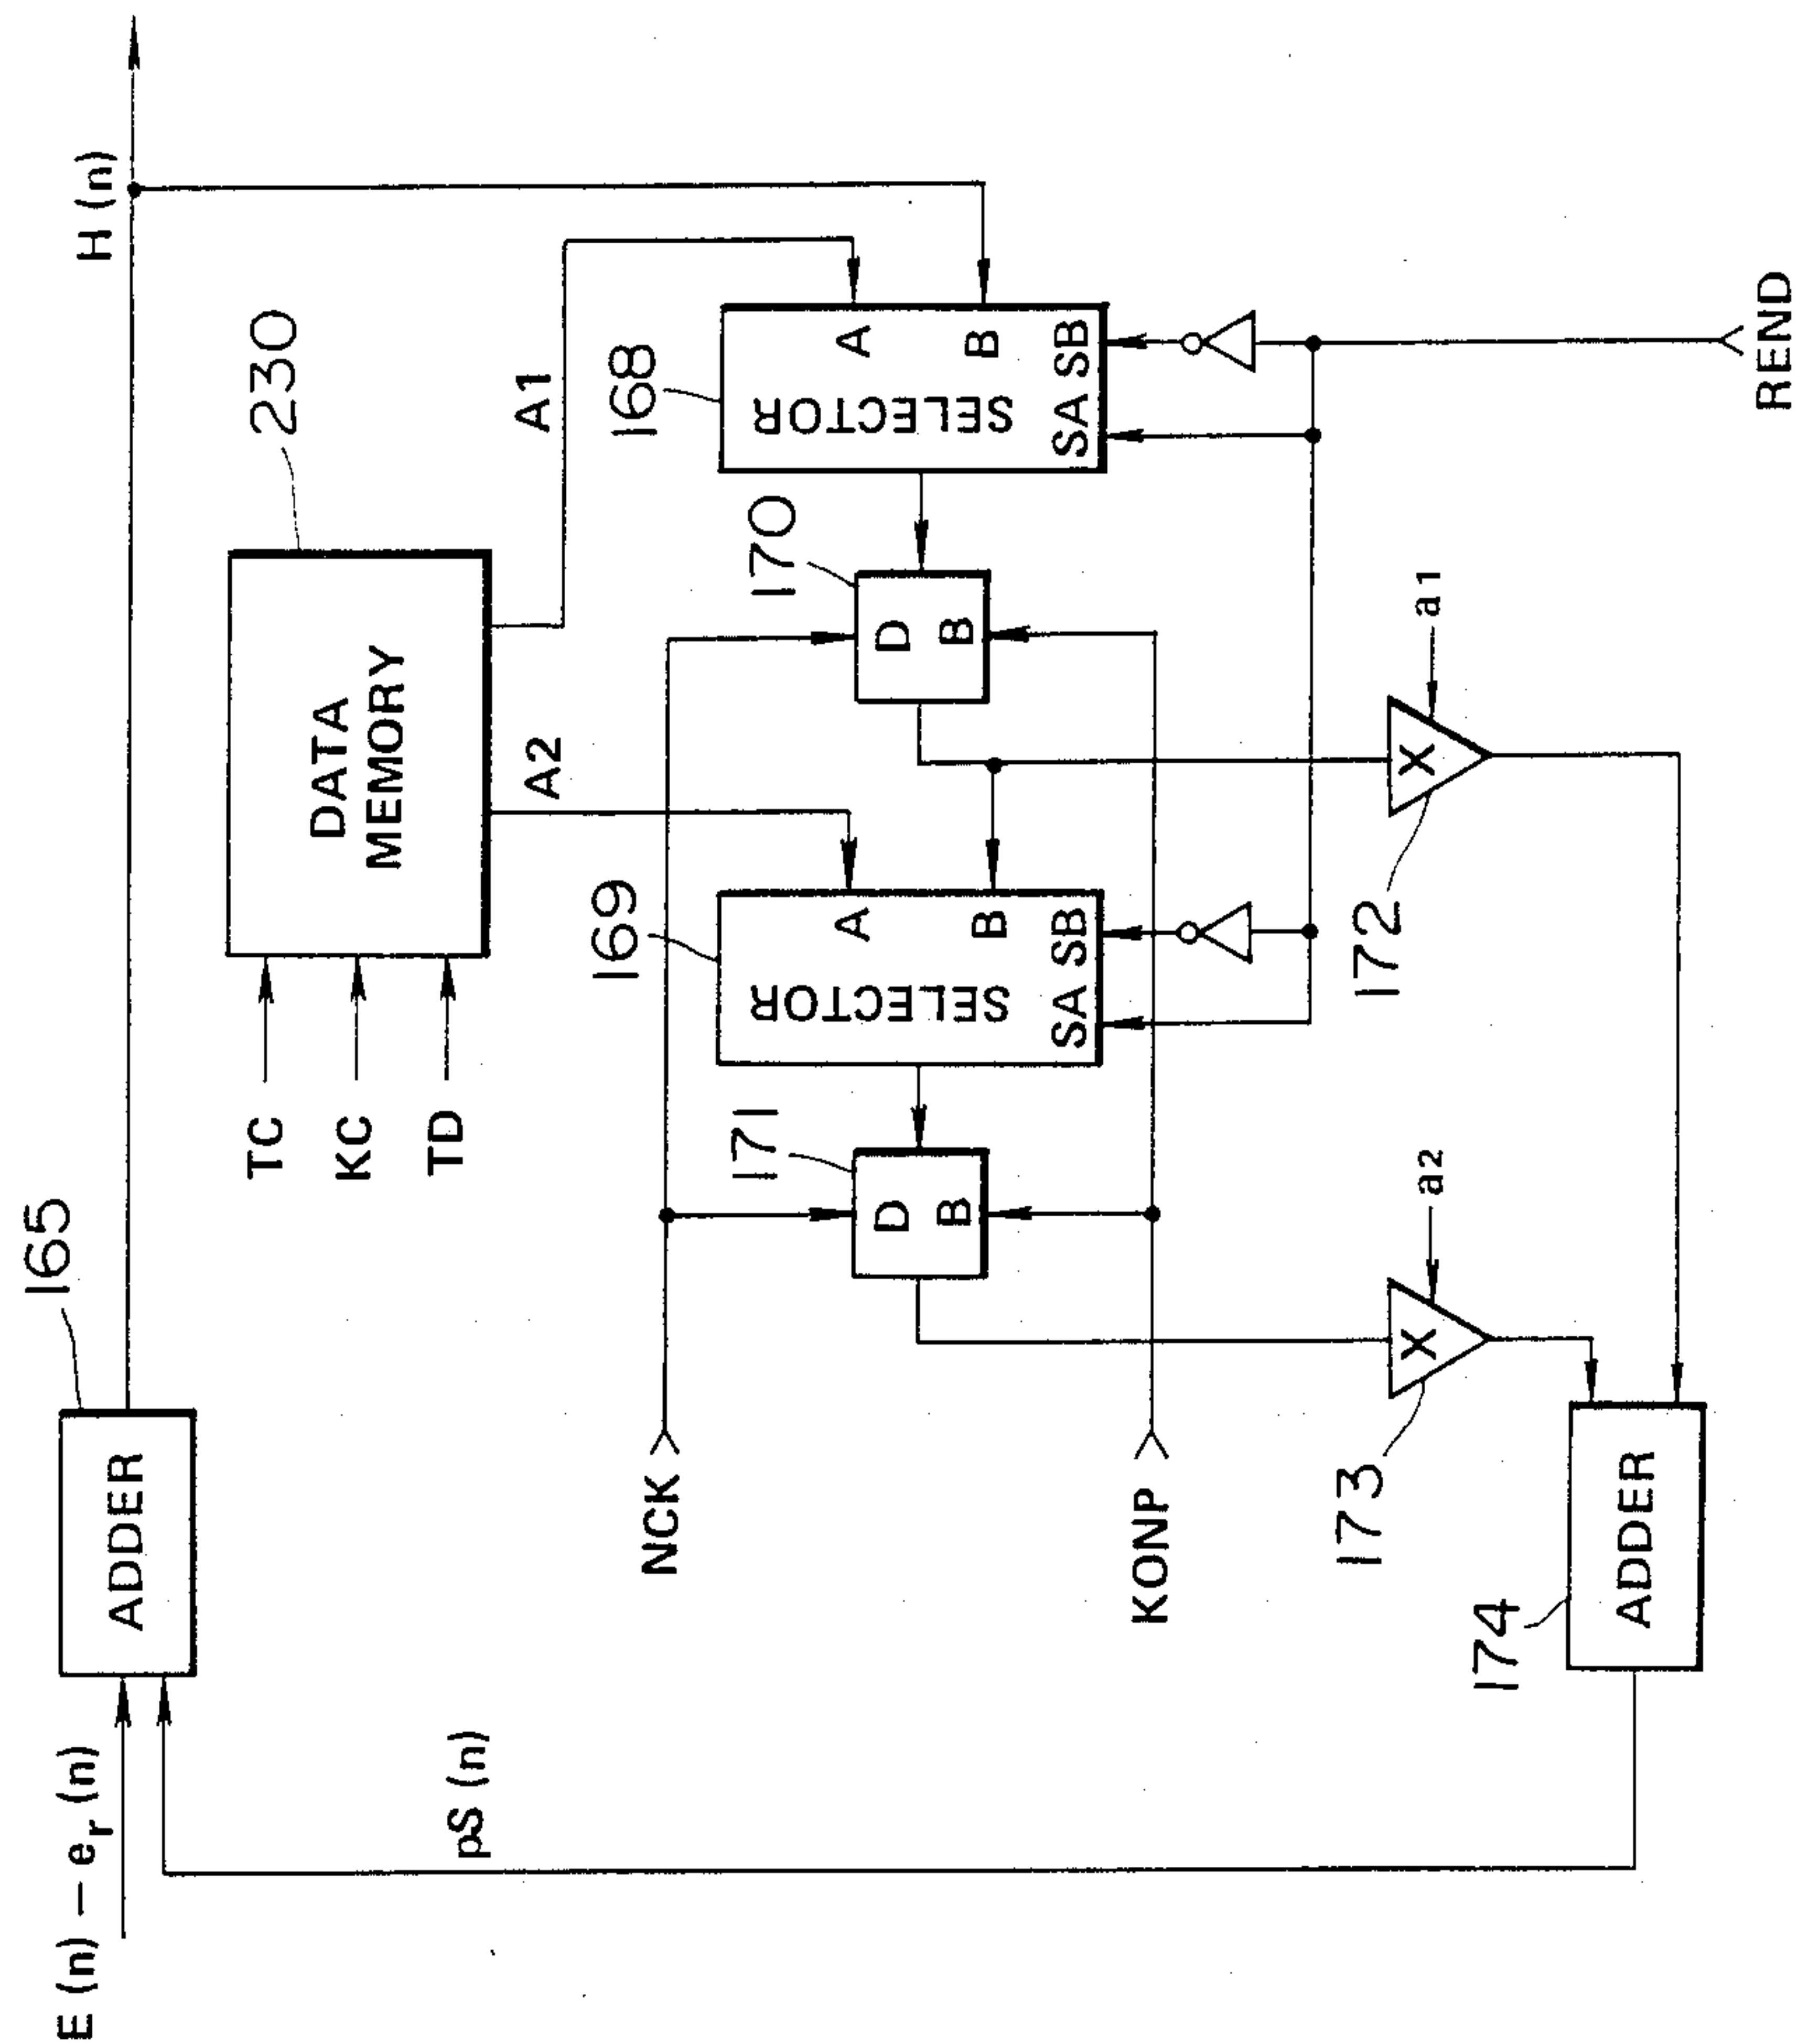 E (n) – er (n)
pS (n)
165
ADDER
H (n)
TC
KC
TD
DATA
MEMORY
230
A2
A1
NCK
KONP
171
D
B
169
SELECTOR
A
B
SA SB
170
D
B
168
SELECTOR
A
B
SA SB
173
X
a2
172
X
a1
174
ADDER
REND